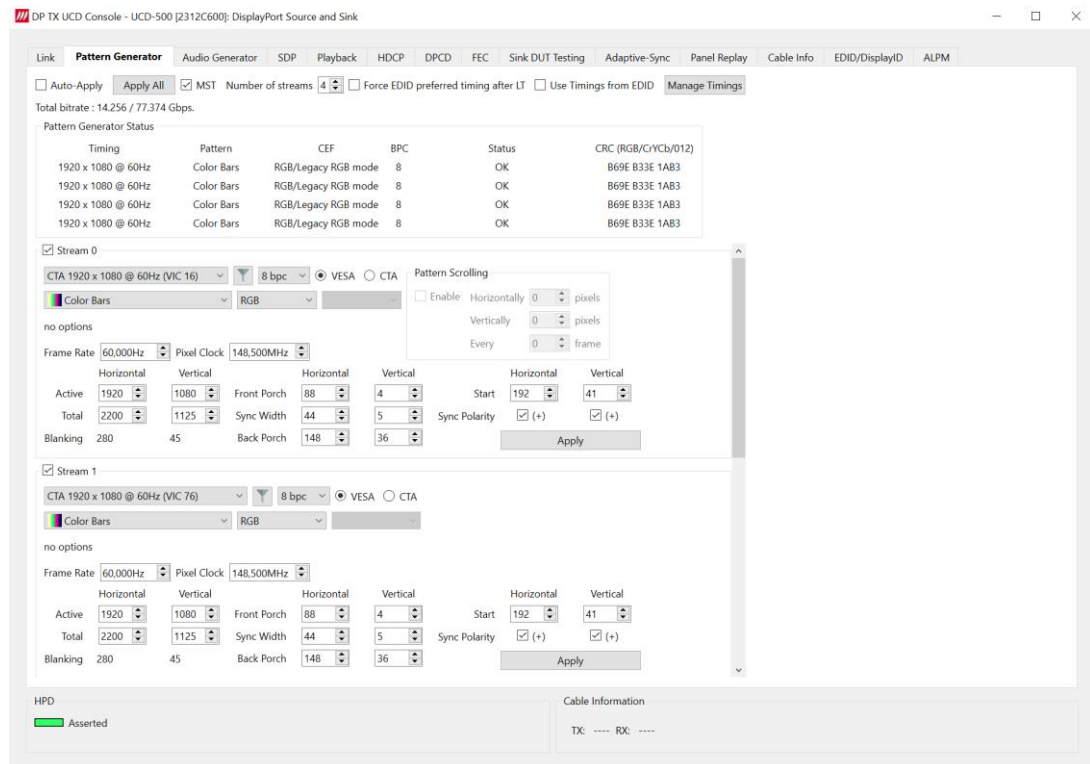 DP TX UCD Console - UCD-500 [2312C600]: DisplayPort Source and Sink
Link Pattern Generator Audio Generator SDP Playback HDCP DPCD FEC Sink DUT Testing Adaptive-Sync Panel Replay Cable Info EDID/DisplayID ALPM
Auto-Apply Apply All MST Number of streams 4 Force EDID preferred timing after LT Use Timings from EDID Manage Timings
Total bitrate : 14.256 / 77.374 Gbps.
Pattern Generator Status
Timing Pattern CEF BPC Status CRC (RGB/CrYCb/012)
1920 x 1080 @ 60Hz Color Bars RGB/Legacy RGB mode 8 OK B69E B33E 1AB3
1920 x 1080 @ 60Hz Color Bars RGB/Legacy RGB mode 8 OK B69E B33E 1AB3
1920 x 1080 @ 60Hz Color Bars RGB/Legacy RGB mode 8 OK B69E B33E 1AB3
1920 x 1080 @ 60Hz Color Bars RGB/Legacy RGB mode 8 OK B69E B33E 1AB3
Stream 0
CTA 1920 x 1080 @ 60Hz (VIC 16) 8 bpc VESA CTA Pattern Scrolling
Color Bars RGB Enable Horizontally 0 pixels
Vertically 0 pixels
no options
Every 0 frame
Frame Rate 60,000Hz Pixel Clock 148,500MHz
Horizontal Vertical Horizontal Vertical Horizontal Vertical
Active 1920 1080 Front Porch 88 4 Start 192 41
Total 2200 1125 Sync Width 44 5 Sync Polarity (+) (+)
Blanking 280 45 Back Porch 148 36 Apply
Stream 1
CTA 1920 x 1080 @ 60Hz (VIC 76) 8 bpc VESA CTA
Color Bars RGB
no options
Frame Rate 60,000Hz Pixel Clock 148,500MHz
Horizontal Vertical Horizontal Vertical Horizontal Vertical
Active 1920 1080 Front Porch 88 4 Start 192 41
Total 2200 1125 Sync Width 44 5 Sync Polarity (+) (+)
Blanking 280 45 Back Porch 148 36 Apply
HPD Cable Information
Asserted
TX: ---- RX: ----